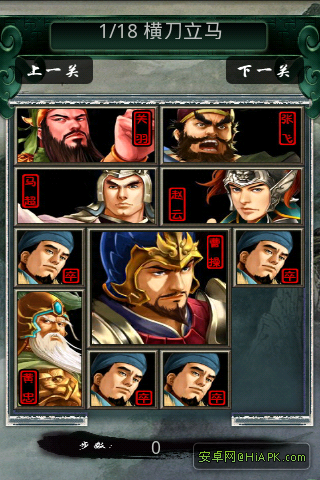 1/18 横刀立马
上一关
下一关
关羽
张飞
马超
赵云
曹操
卒
卒
黄忠
卒
卒
步数：
0
安卓网@HiAPK.com